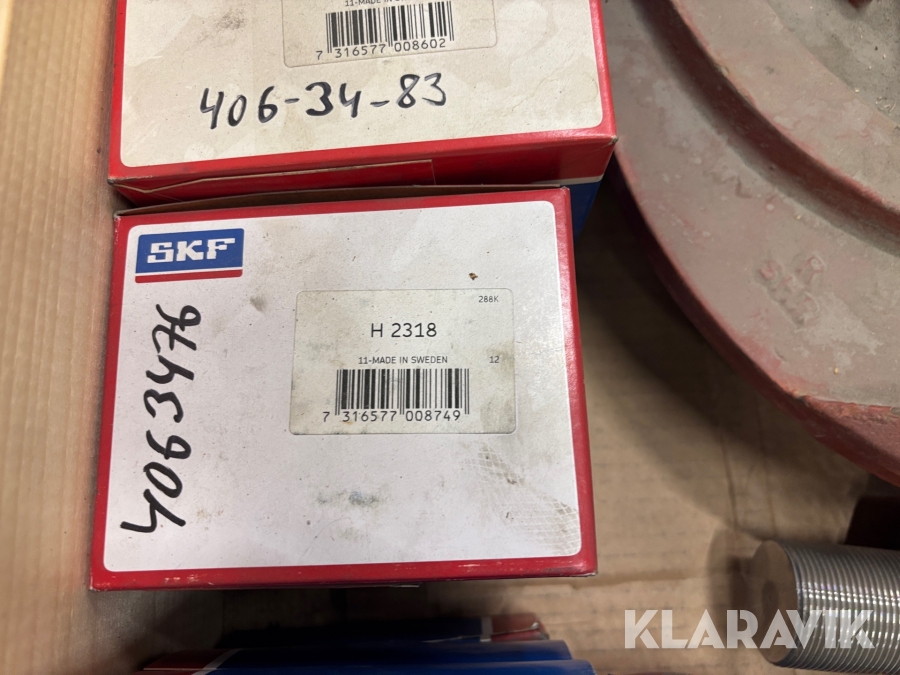 11-MADE IN
7 316577 008602
406-34-83
SKF
288K
H 2318
11-MADE IN SWEDEN 12
7 316577 008749
4063476
KLARAVIK